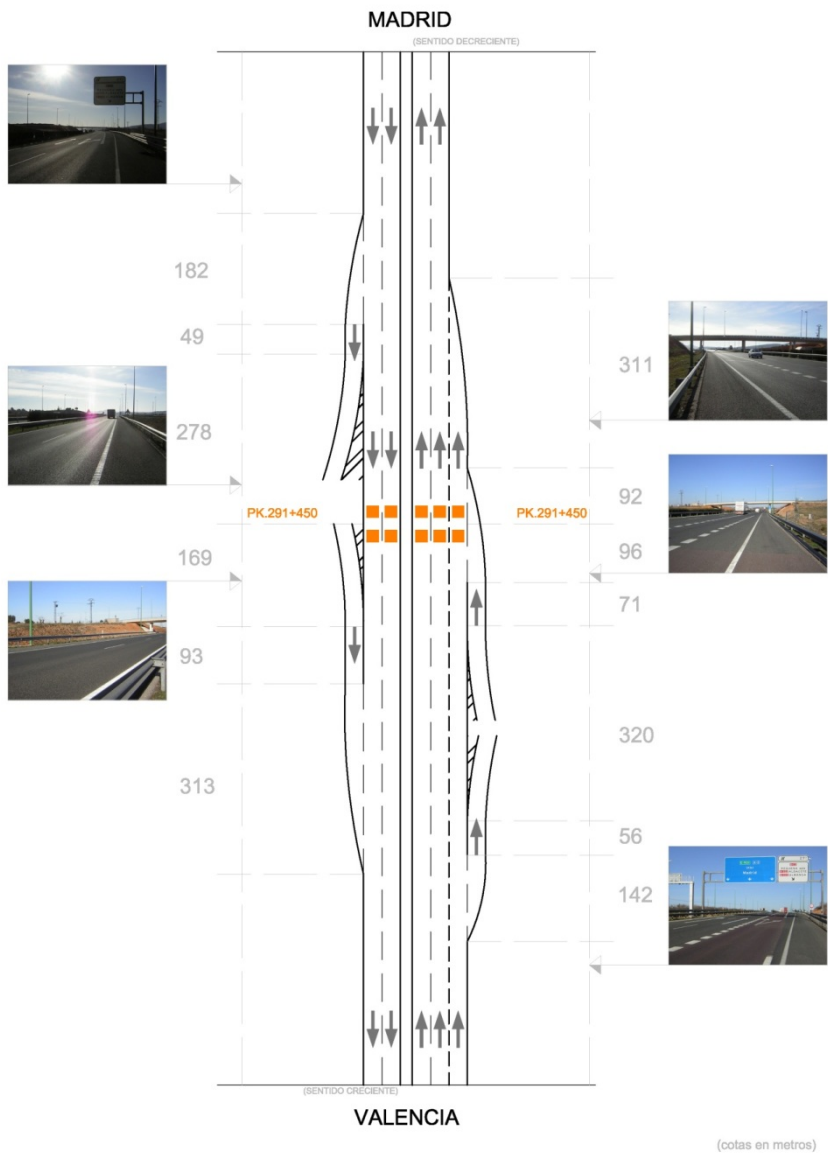 MADRID
(SENTIDO DECRECIENTE)
182
49
278
169
93
313
PK.291+450
PK.291+450
311
92
96
71
320
56
142
(SENTIDO CRECIENTE)
VALENCIA
(cotas en metros)